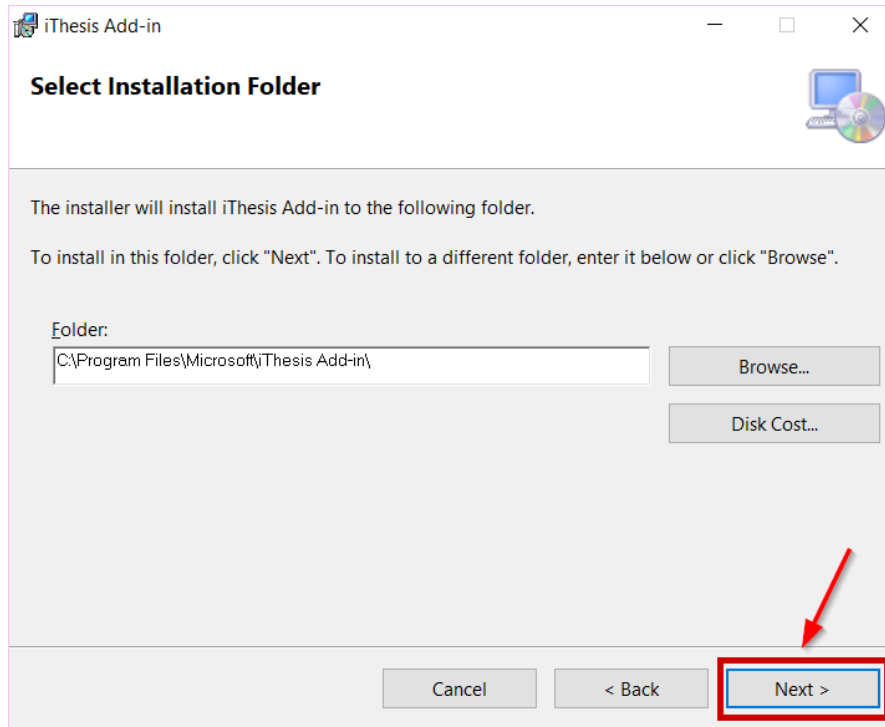 iThesis Add-in
Select Installation Folder
The installer will install iThesis Add-in to the following folder.
To install in this folder, click "Next". To install to a different folder, enter it below or click "Browse".
Folder:
C:\Program Files\Microsoft\iThesis Add-in\
Browse...
Disk Cost...
Cancel
< Back
Next >